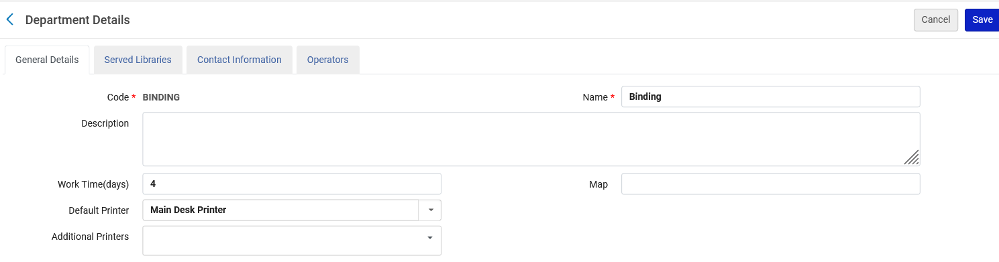 Department Details
Cancel
Save
General Details
Served Libraries
Contact Information
Operators
Code * BINDING
Name * Binding
Description
Work Time(days) 4
Map
Default Printer Main Desk Printer
Additional Printers